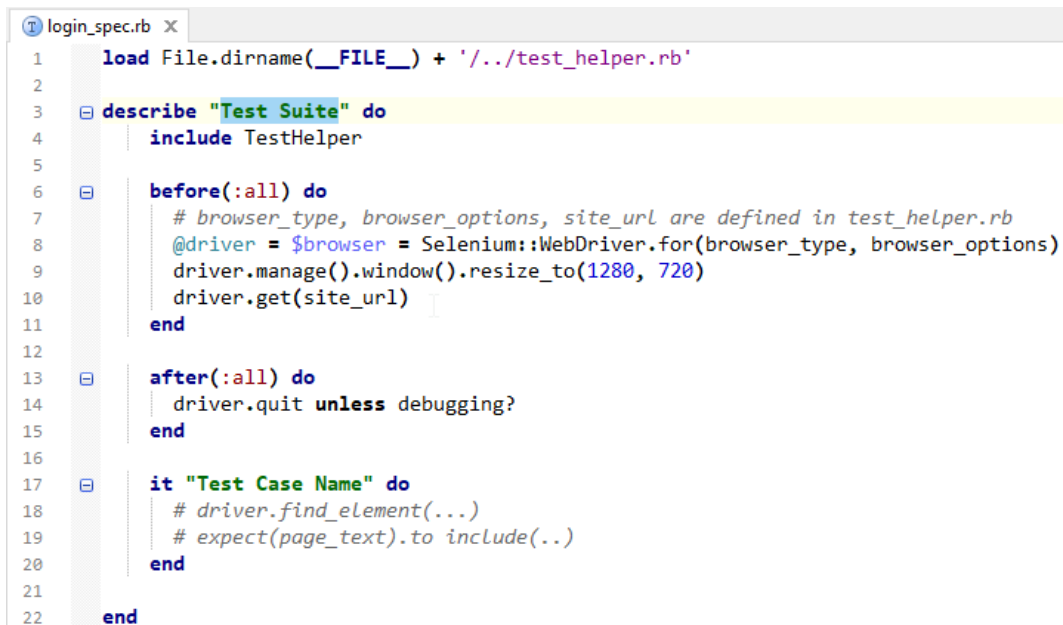 login_spec.rb
1 load File.dirname(__FILE__) + '/../test_helper.rb'
2
3 describe "Test Suite" do
4 include TestHelper
5
6 before(:all) do
7 # browser_type, browser_options, site_url are defined in test_helper.rb
8 @driver = $browser = Selenium::WebDriver.for(browser_type, browser_options)
9 driver.manage().window().resize_to(1280, 720)
10 driver.get(site_url)
11 end
12
13 after(:all) do
14 driver.quit unless debugging?
15 end
16
17 it "Test Case Name" do
18 # driver.find_element(...)
19 # expect(page_text).to include(..)
20 end
21
22 end